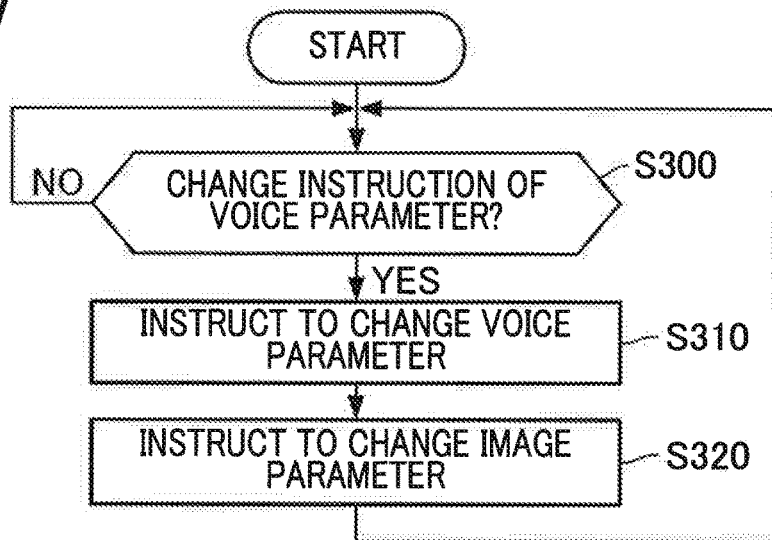 START
NO
CHANGE INSTRUCTION OF
VOICE PARAMETER?
S300
YES
INSTRUCT TO CHANGE VOICE
PARAMETER
S310
INSTRUCT TO CHANGE IMAGE
PARAMETER
S320